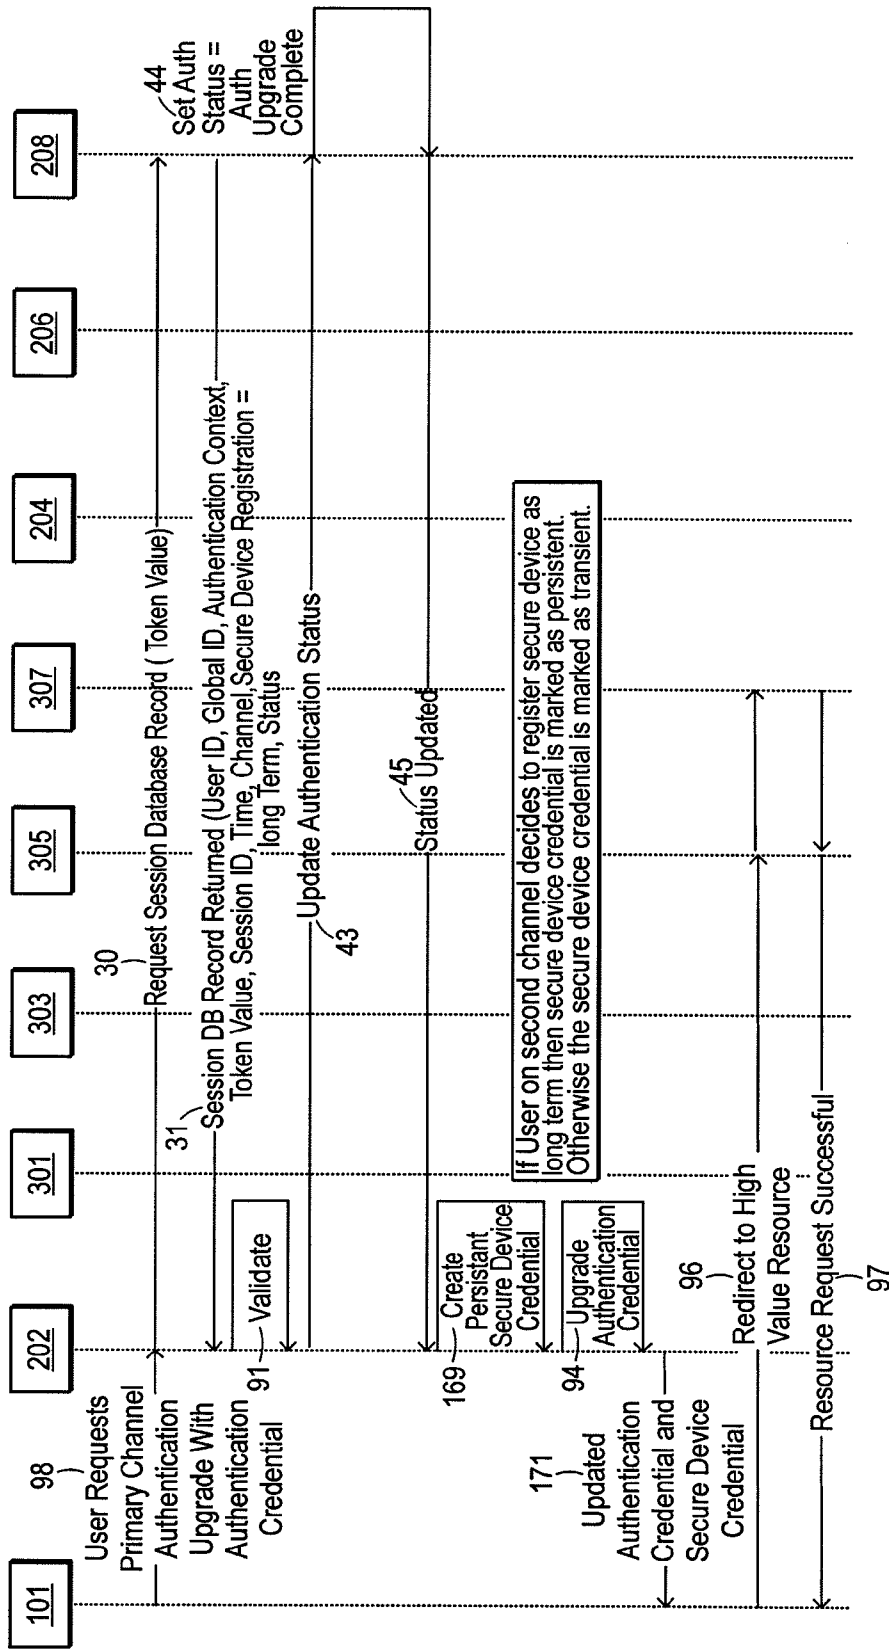 101
202
301
303
305
307
204
206
208
98
User Requests
Primary Channel
Authentication
Upgrade With
Authentication
Credential
30
Request Session Database Record ( Token Value)
31
Session DB Record Returned (User ID, Global ID, Authentication Context,
Token Value, Session ID, Time, Channel,Secure Device Registration =
long Term, Status
91
Validate
43
Update Authentication Status
44
Set Auth
Status =
Auth
Upgrade
Complete
45
Status Updated
169
Create
Persistant
Secure Device
Credential
94
Upgrade
Authentication
Credential
If User on second channel decides to register secure device as
long term then secure device credential is marked as persistent.
Otherwise the secure device credential is marked as transient.
171
Updated
Authentication
Credential and
Secure Device
Credential
96
Redirect to High
Value Resource
Resource Request Successful
97